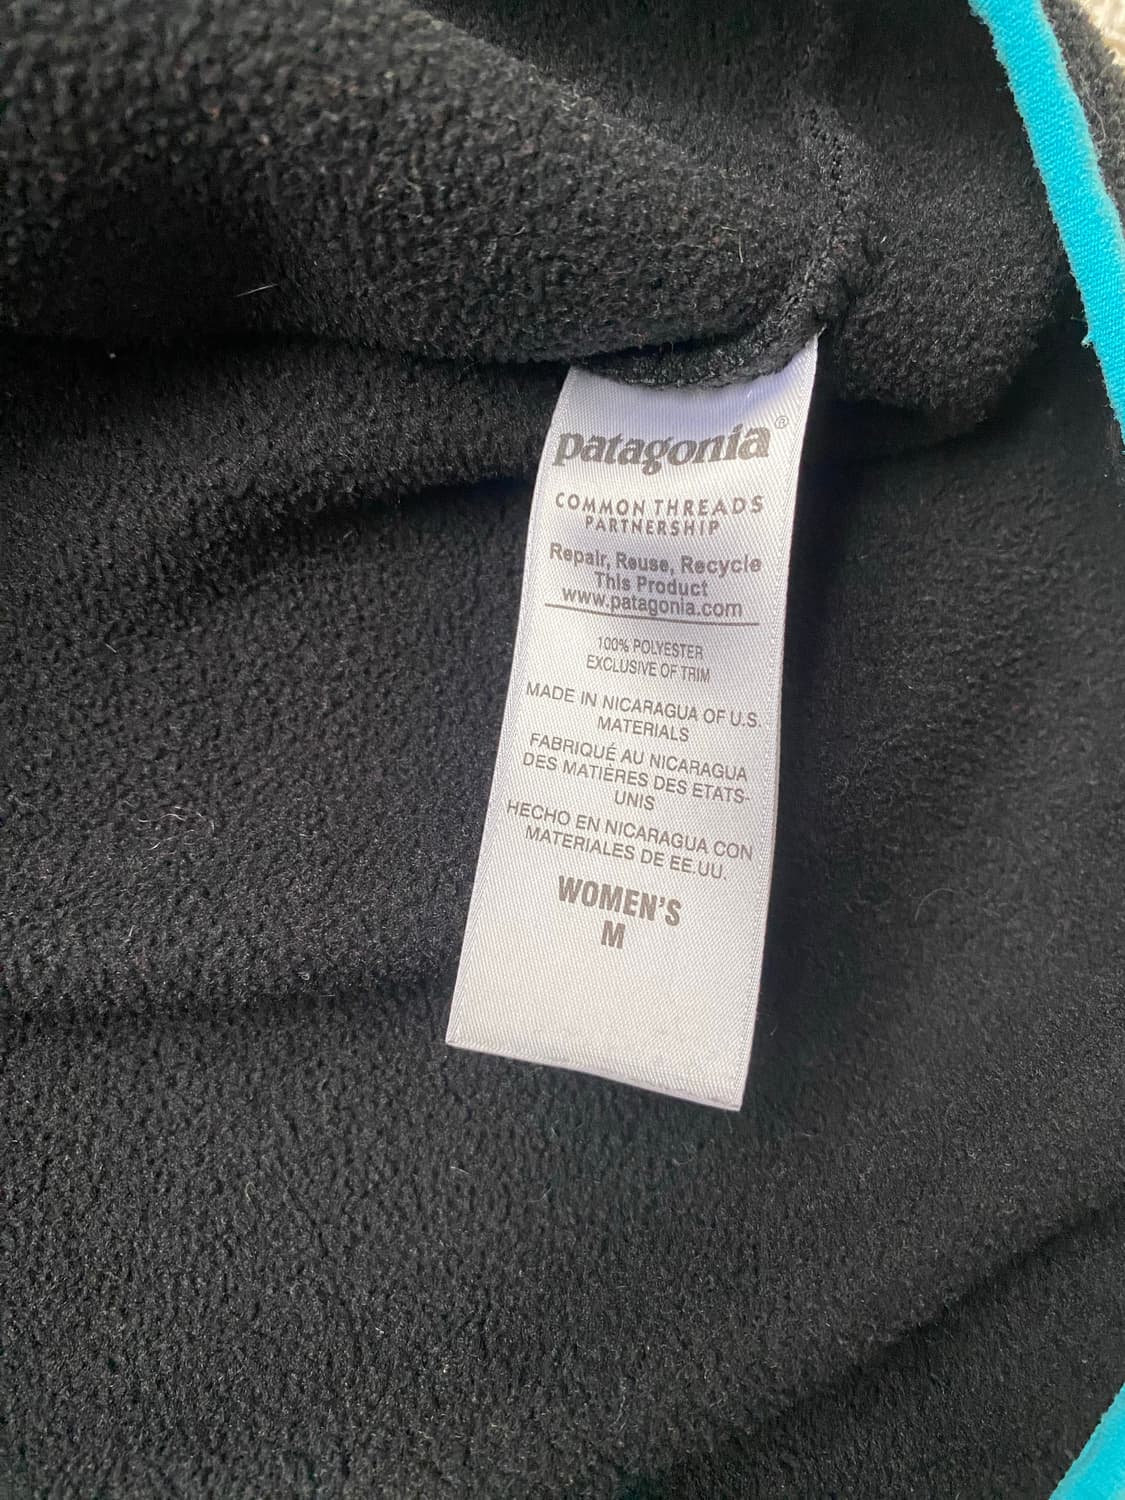 patagonia®
COMMON THREADS
PARTNERSHIP
Repair, Reuse, Recycle
This Product
www.patagonia.com
100% POLYESTER
EXCLUSIVE OF TRIM
MADE IN NICARAGUA OF U.S.
MATERIALS
FABRIQUÉ AU NICARAGUA
DES MATIÈRES DES ETATS-
UNIS
HECHO EN NICARAGUA CON
MATERIALES DE EE.UU.
WOMEN'S
M